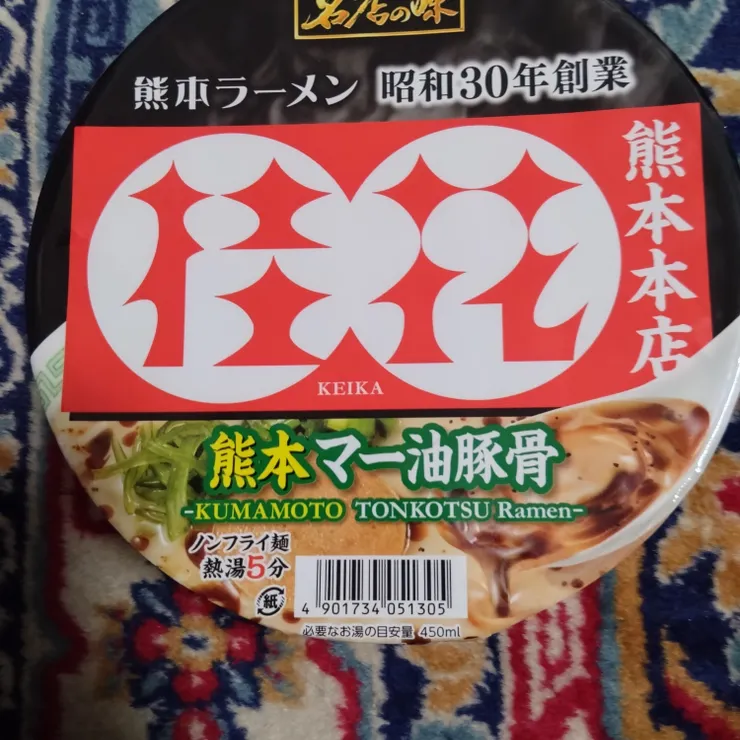 名店の味
熊本ラーメン 昭和30年創業
桂花
熊本本店
KEIKA
熊本マー油豚骨
-KUMAMOTO TONKOTSU Ramen-
ノンフライ麺
熱湯5分
紙
4 901734 051305
必要なお湯の目安量 450ml